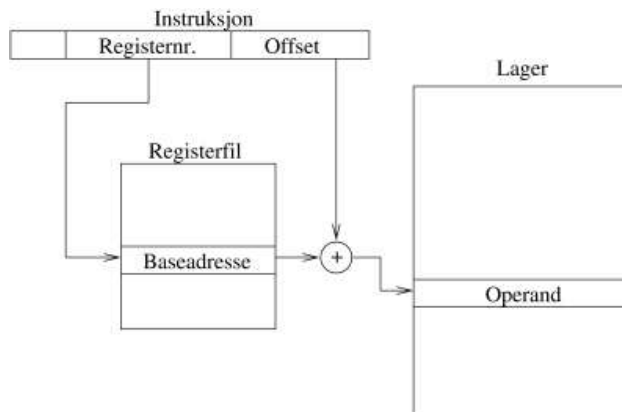 Instruksjon
Registernr. Offset
Lager
Registerfil
Baseadresse +
Operand